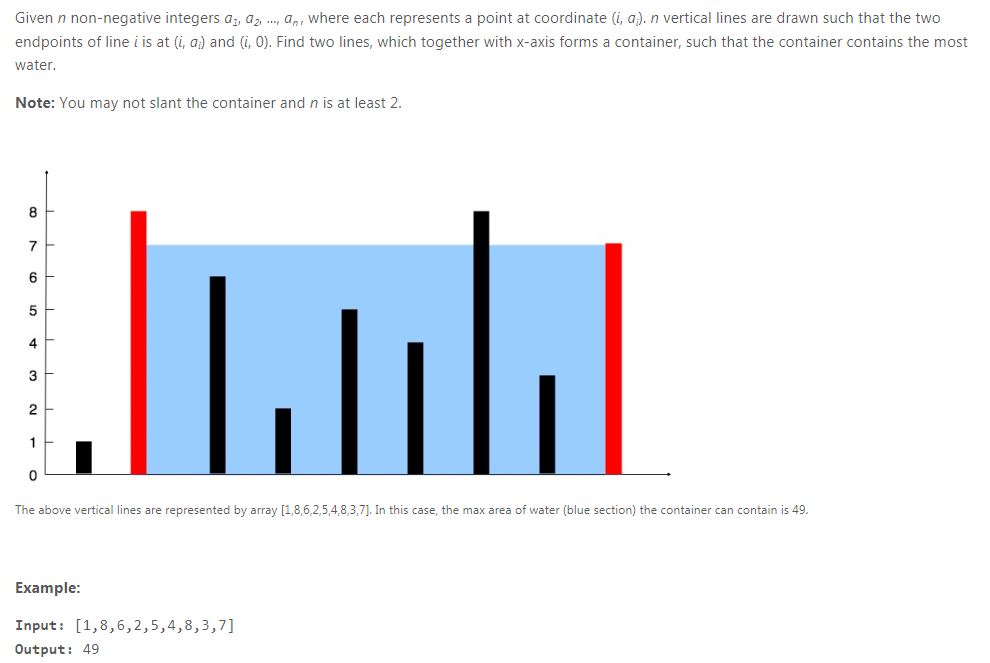 Given n non-negative integers a1, a2, ..., an, where each represents a point at coordinate (i, ai). n vertical lines are drawn such that the two
endpoints of line i is at (i, ai) and (i, 0). Find two lines, which together with x-axis forms a container, such that the container contains the most
water.
Note: You may not slant the container and n is at least 2.
8
7
6
5
4
3
2
1
0
The above vertical lines are represented by array [1,8,6,2,5,4,8,3,7]. In this case, the max area of water (blue section) the container can contain is 49.
Example:
Input: [1,8,6,2,5,4,8,3,7]
Output: 49